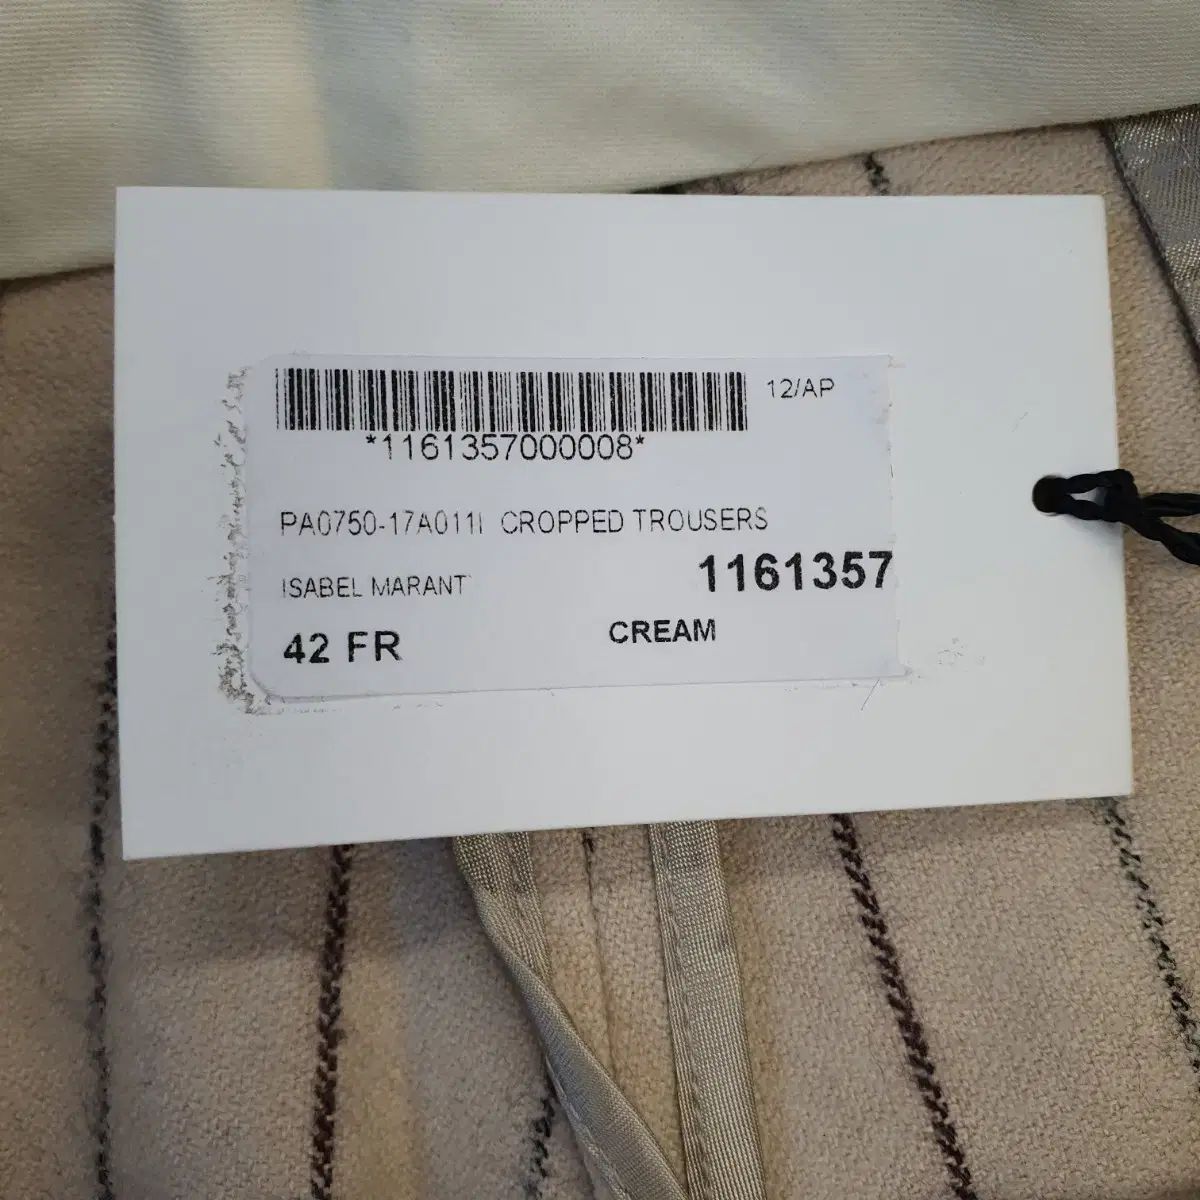 12/AP
*1161357000008*
PA0750-17A011I CROPPED TROUSERS
1161357
ISABEL MARANT
42 FR
CREAM